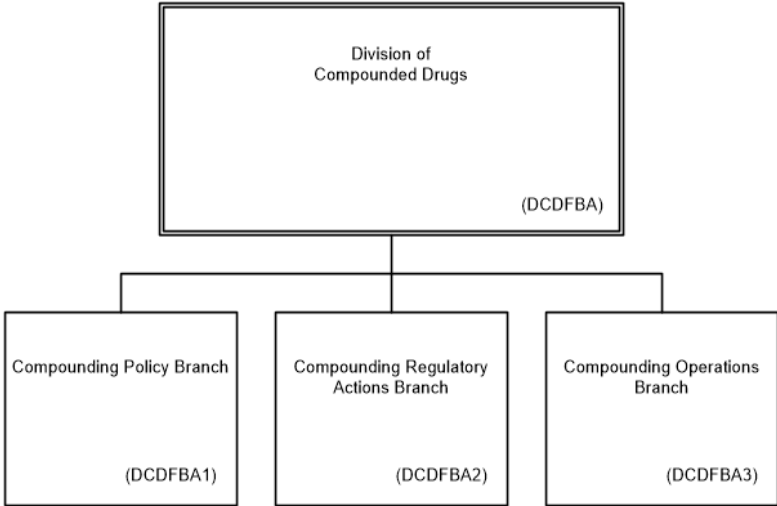 Division of
Compounded Drugs
(DCDFBA)
Compounding Policy Branch
(DCDFBA1)
Compounding Regulatory
Actions Branch
(DCDFBA2)
Compounding Operations
Branch
(DCDFBA3)